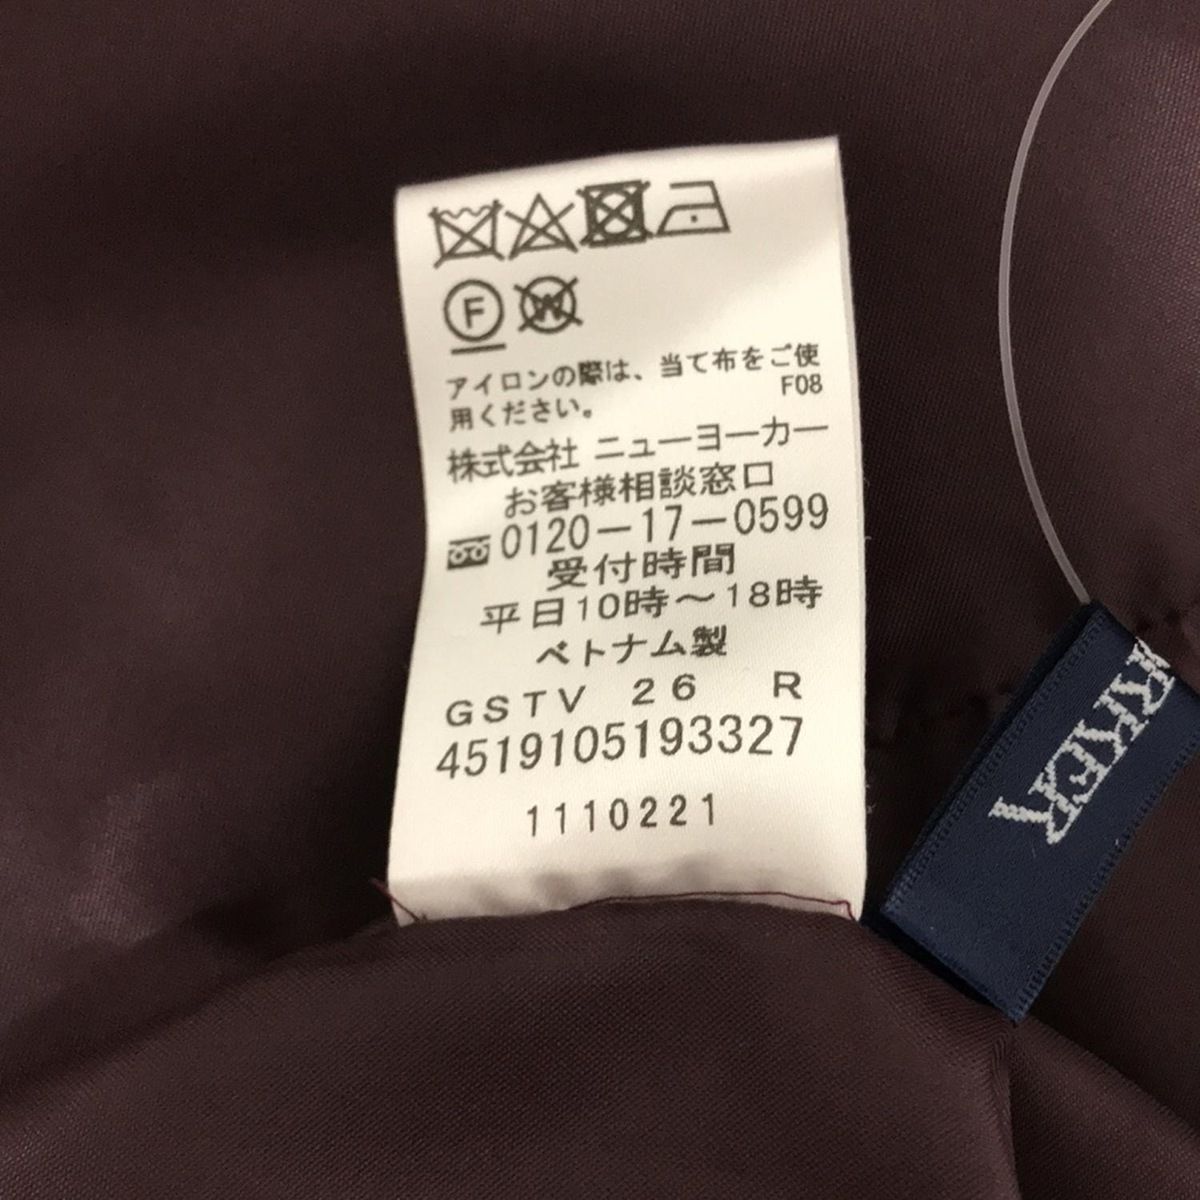 F W
アイロンの際は、当て布をご使
用ください。 F08
株式会社 ニューヨーカー
お客様相談窓口
0120-17-0599
受付時間
平日10時～18時
ベトナム製
GSTV 26 R
4519105193327
1110221
RKER